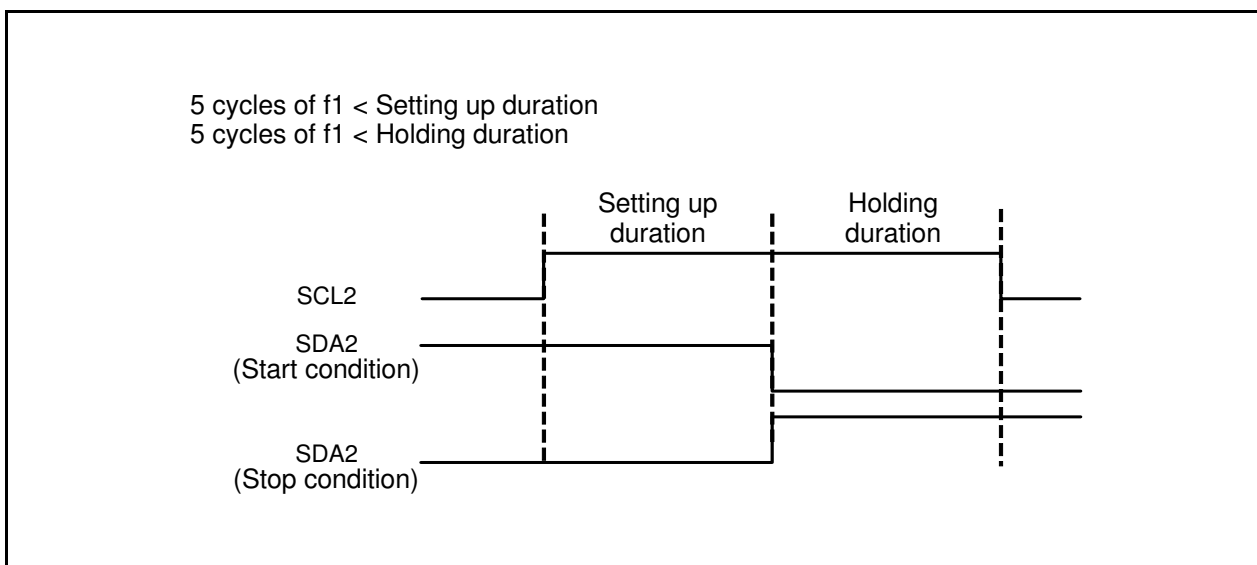 5 cycles of f1 < Setting up duration
5 cycles of f1 < Holding duration
Setting up
duration
Holding
duration
SCL2
SDA2
(Start condition)
SDA2
(Stop condition)